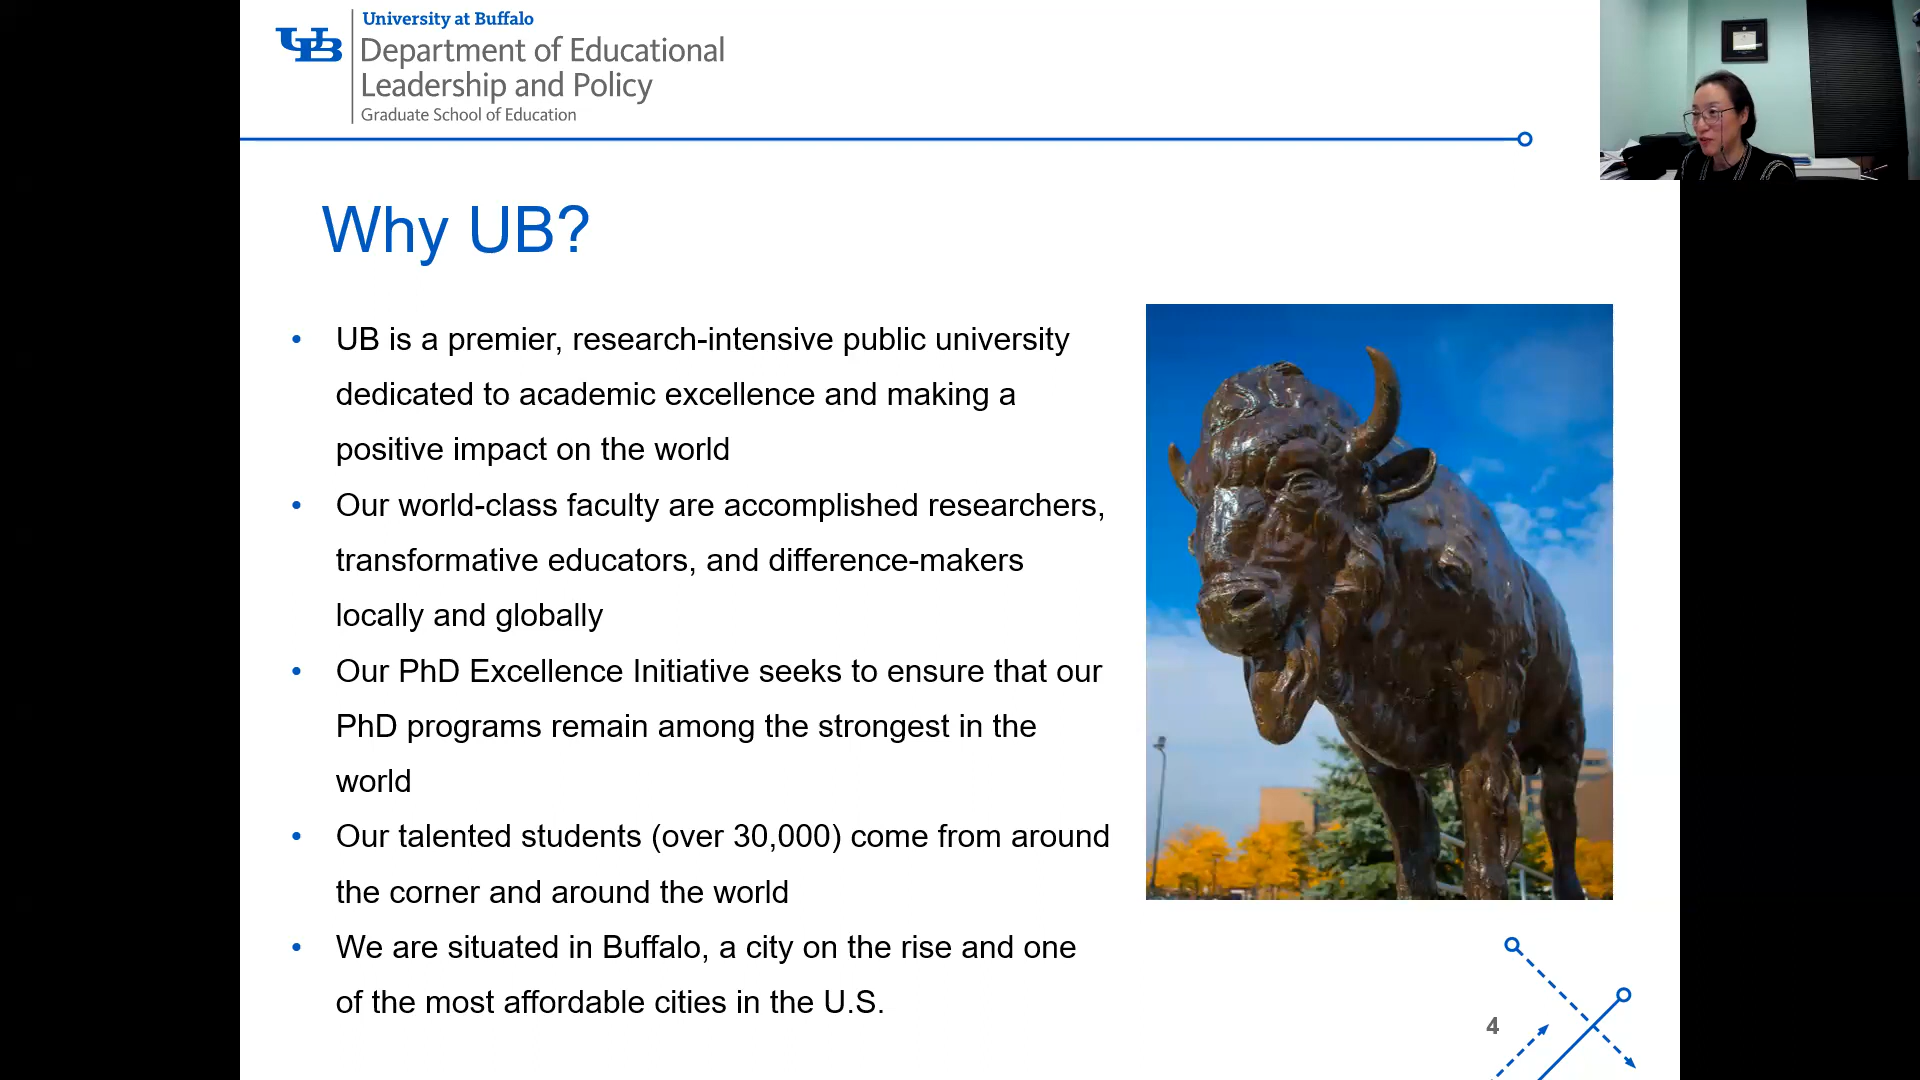 University at Buffalo
UB
Department of Educational
Leadership and Policy
Graduate School of Education
Why UB?
• UB is a premier, research-intensive public university
dedicated to academic excellence and making a
positive impact on the world
• Our world-class faculty are accomplished researchers,
transformative educators, and difference-makers
locally and globally
• Our PhD Excellence Initiative seeks to ensure that our
PhD programs remain among the strongest in the
world
• Our talented students (over 30,000) come from around
the corner and around the world
• We are situated in Buffalo, a city on the rise and one
of the most affordable cities in the U.S.
4